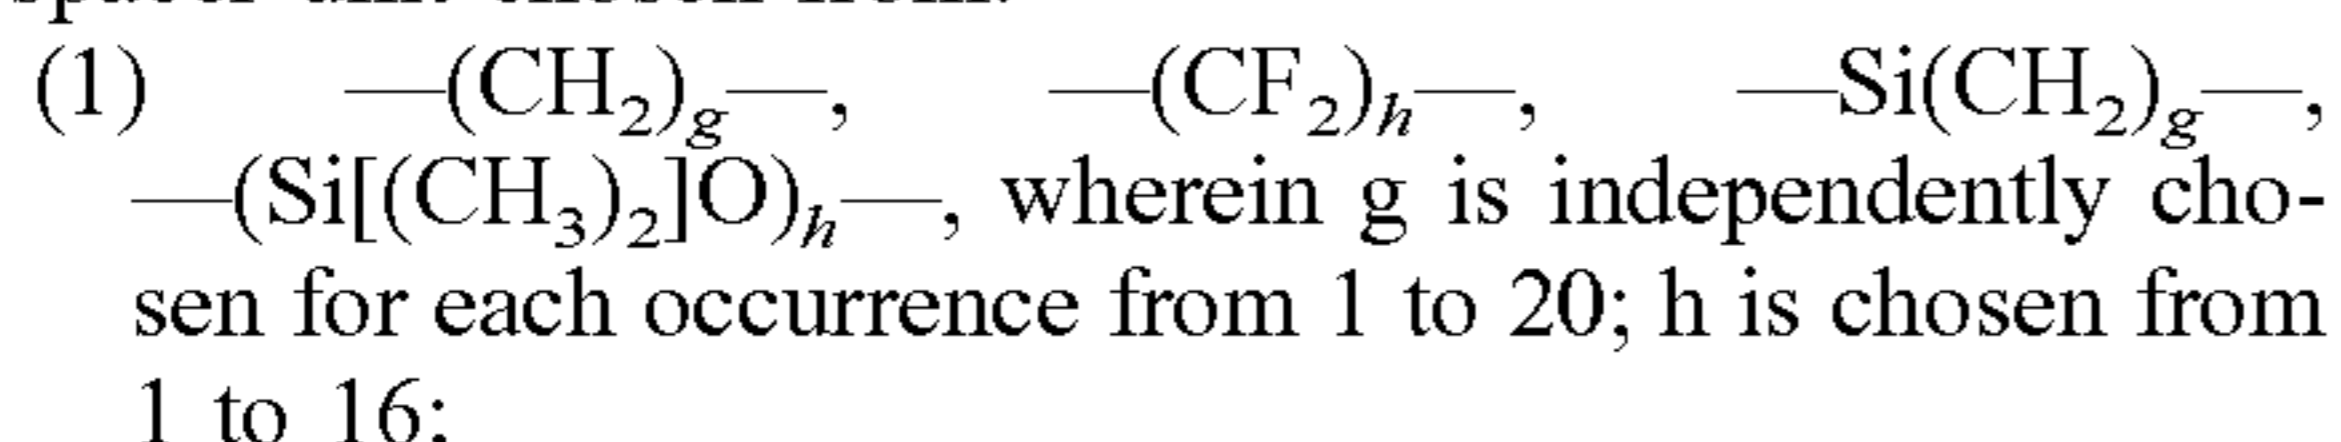 (1) —(CH₂)g—, —(CF₂)h—, —Si(CH₂)g—,
—(Si[(CH₃)₂]O)h—, wherein g is independently cho-
sen for each occurrence from 1 to 20; h is chosen from
1 to 16;